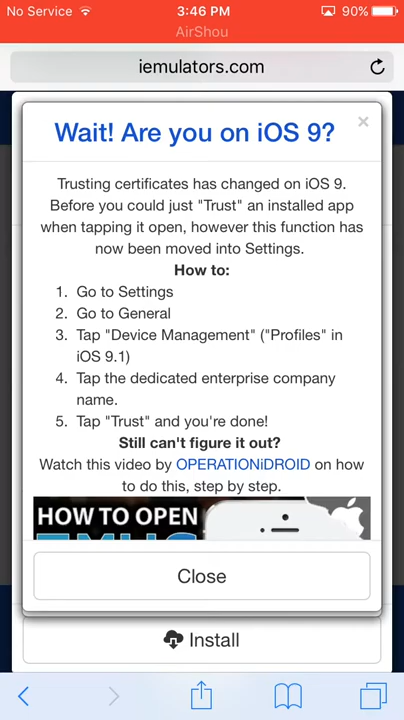 No Service 3:46 PM 90%
AirShou
iemulators.com
Wait! Are you on iOS 9?
×
Trusting certificates has changed on iOS 9.
Before you could just "Trust" an installed app
when tapping it open, however this function has
now been moved into Settings.
How to:
1. Go to Settings
2. Go to General
3. Tap "Device Management" ("Profiles" in
iOS 9.1)
4. Tap the dedicated enterprise company
name.
5. Tap "Trust" and you're done!
Still can't figure it out?
Watch this video by OPERATIONiDROID on how
to do this, step by step.
HOW TO OPEN
Close
Install